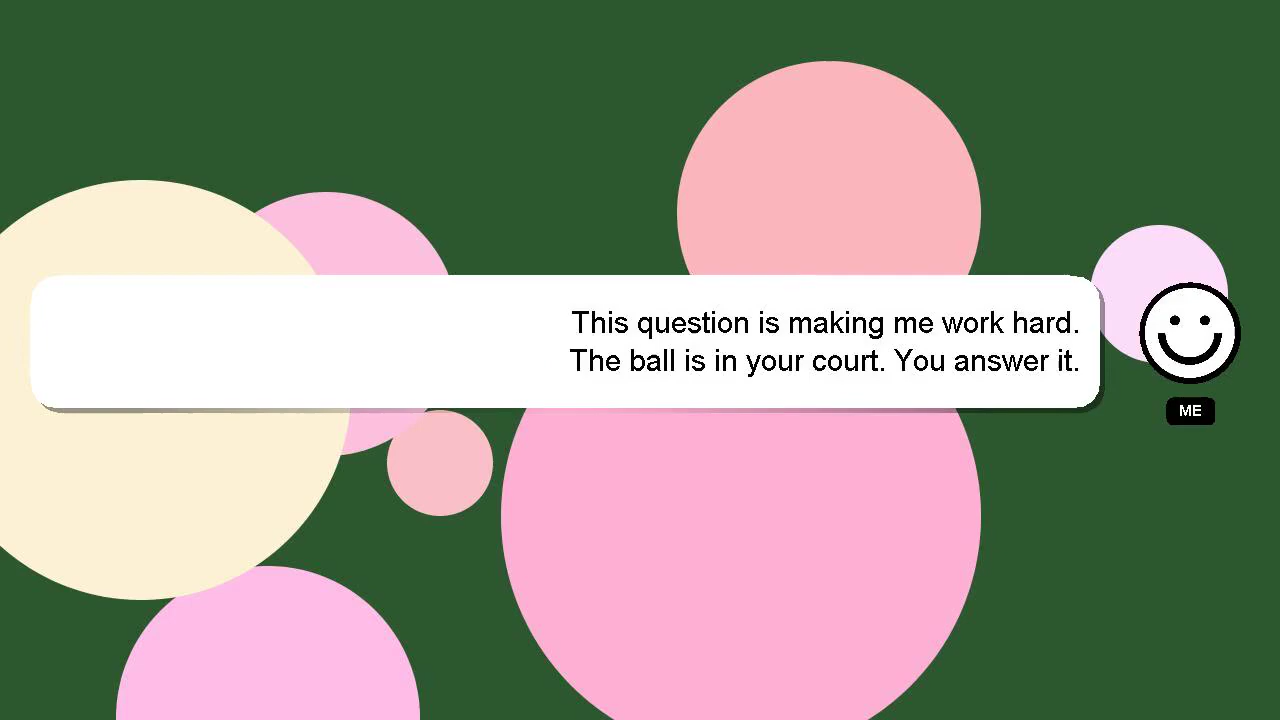 This question is making me work hard.
The ball is in your court. You answer it.
ME